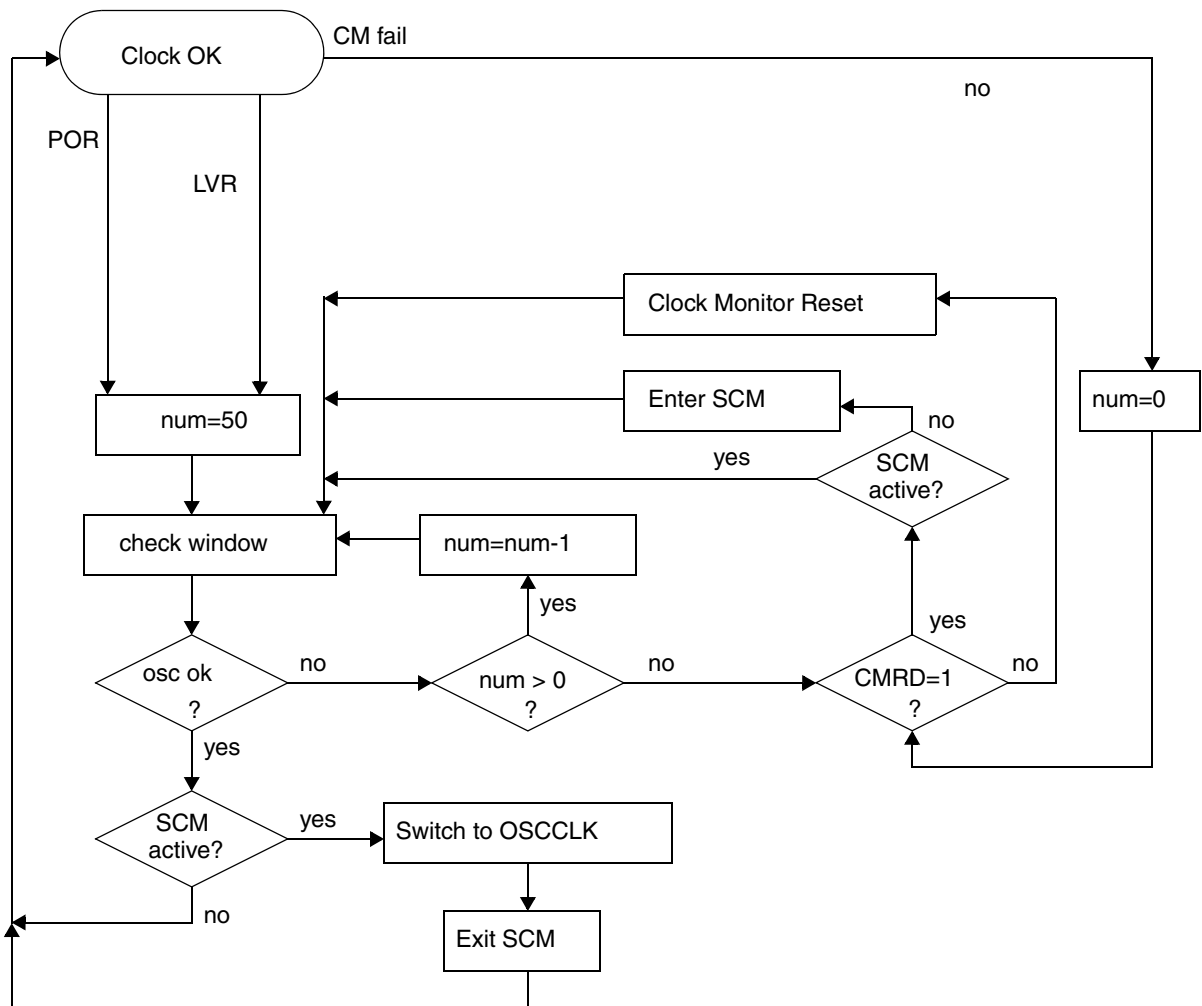 Clock OK
CM fail
no
POR
LVR
Clock Monitor Reset
Enter SCM
num=0
num=50
no
yes
SCM
active?
check window
num=num-1
yes
yes
osc ok
?
no
num > 0
?
no
CMRD=1
?
no
yes
SCM
active?
yes
Switch to OSCCLK
no
Exit SCM